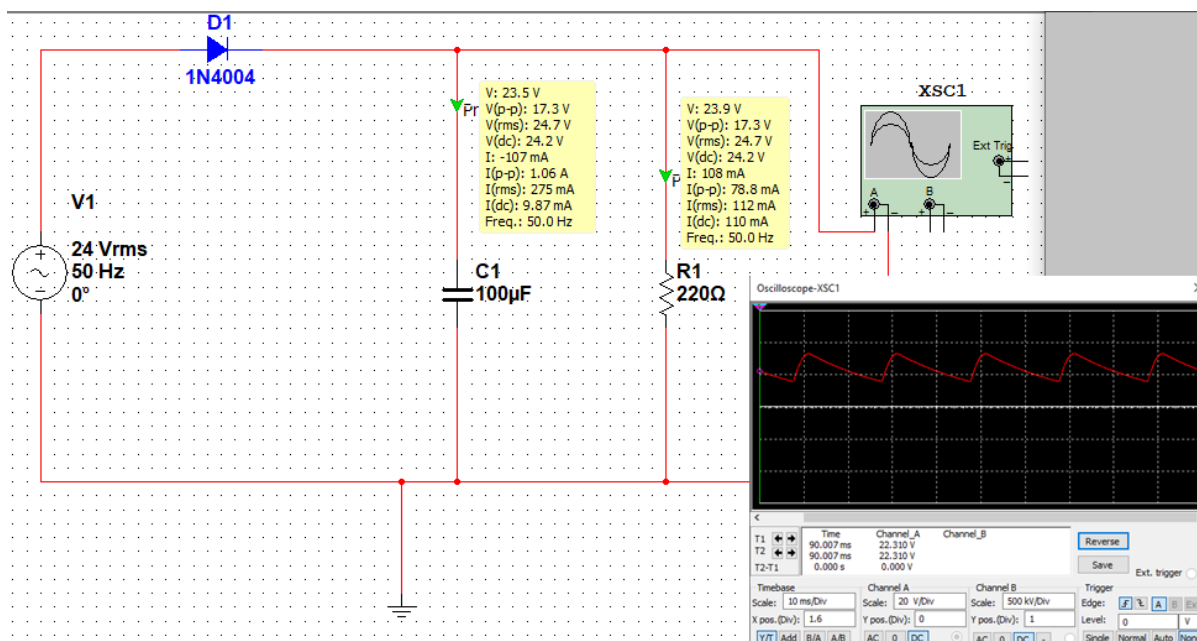 D1
1N4004
V: 23.5 V
V(p-p): 17.3 V
V(rms): 24.7 V
V(dc): 24.2 V
I: -107 mA
I(p-p): 1.06 A
I(rms): 275 mA
I(dc): 9.87 mA
Freq.: 50.0 Hz
Pr
V: 23.9 V
V(p-p): 17.3 V
V(rms): 24.7 V
V(dc): 24.2 V
I: 108 mA
I(p-p): 78.8 mA
I(rms): 112 mA
I(dc): 110 mA
Freq.: 50.0 Hz
P
XSC1
Ext Trig
+
−
A
B
+ − + −
V1
+
−
24 Vrms
50 Hz
0°
C1
100µF
R1
220Ω
Oscilloscope-XSC1
Time Channel_A Channel_B
T1 90.007 ms 22.310 V
T2 90.007 ms 22.310 V
T2-T1 0.000 s 0.000 V
Reverse
Save
Ext. trigger
Timebase
Scale: 10 ms/Div
X pos.(Div): 1.6
Y/T Add B/A A/B
Channel A
Scale: 20 V/Div
Y pos.(Div): 0
AC 0 DC
Channel B
Scale: 500 kV/Div
Y pos.(Div): 1
AC 0 DC -
Trigger
Edge: A B Ex
Level: 0 V
Single Normal Auto